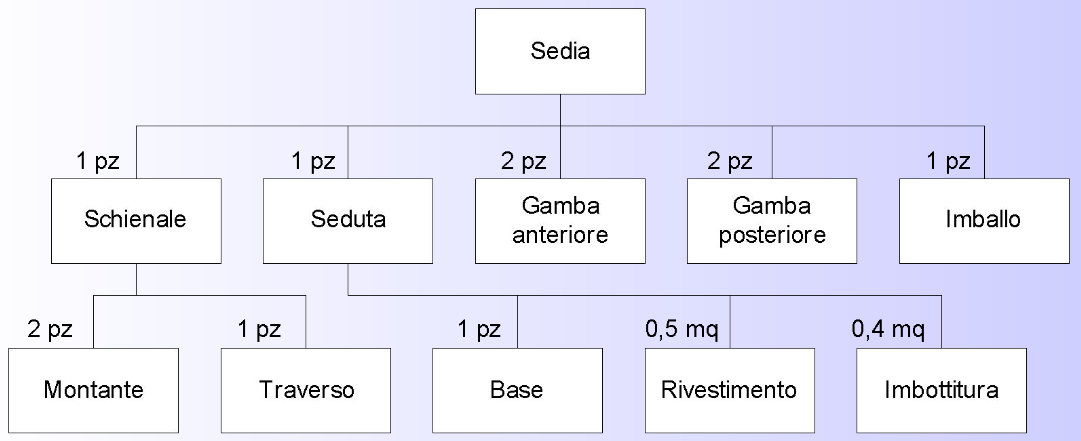 Sedia
1 pz
1 pz
2 pz
2 pz
1 pz
Schienale
Seduta
Gamba
anteriore
Gamba
posteriore
Imballo
2 pz
1 pz
1 pz
0,5 mq
0,4 mq
Montante
Traverso
Base
Rivestimento
Imbottitura